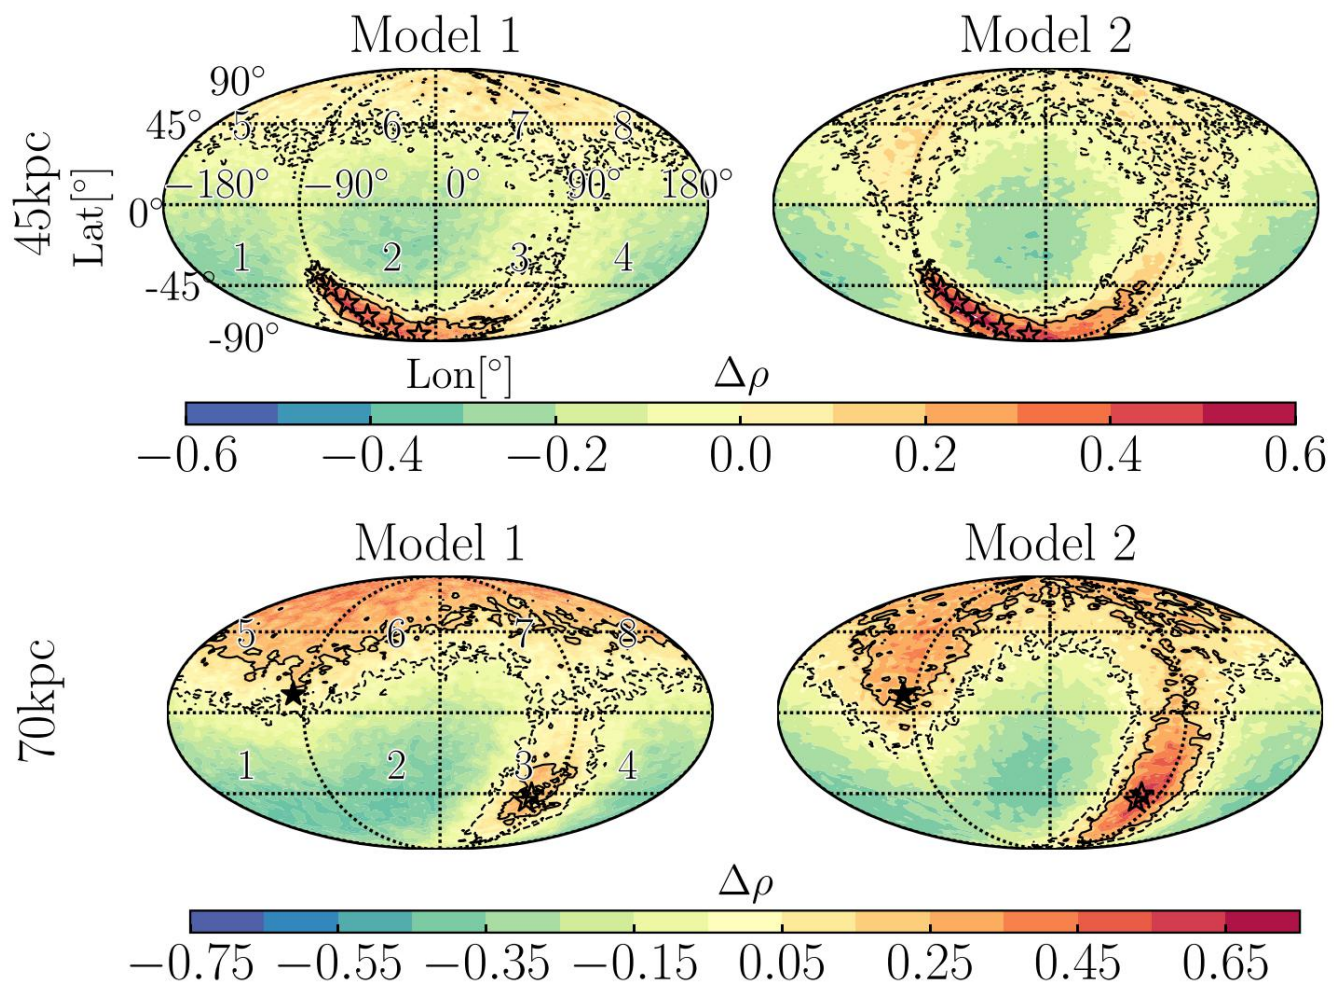 Model 1
Model 2
45kpc
Lat[°]
90°
45°
0°
-45°
-90°
5 6 7 8
−180° −90° 0° 90° 180°
1 2 3 4
Lon[°]
Δρ
−0.6 −0.4 −0.2 0.0 0.2 0.4 0.6
Model 1
Model 2
70kpc
5 6 7 8
1 2 3 4
Δρ
−0.75 −0.55 −0.35 −0.15 0.05 0.25 0.45 0.65